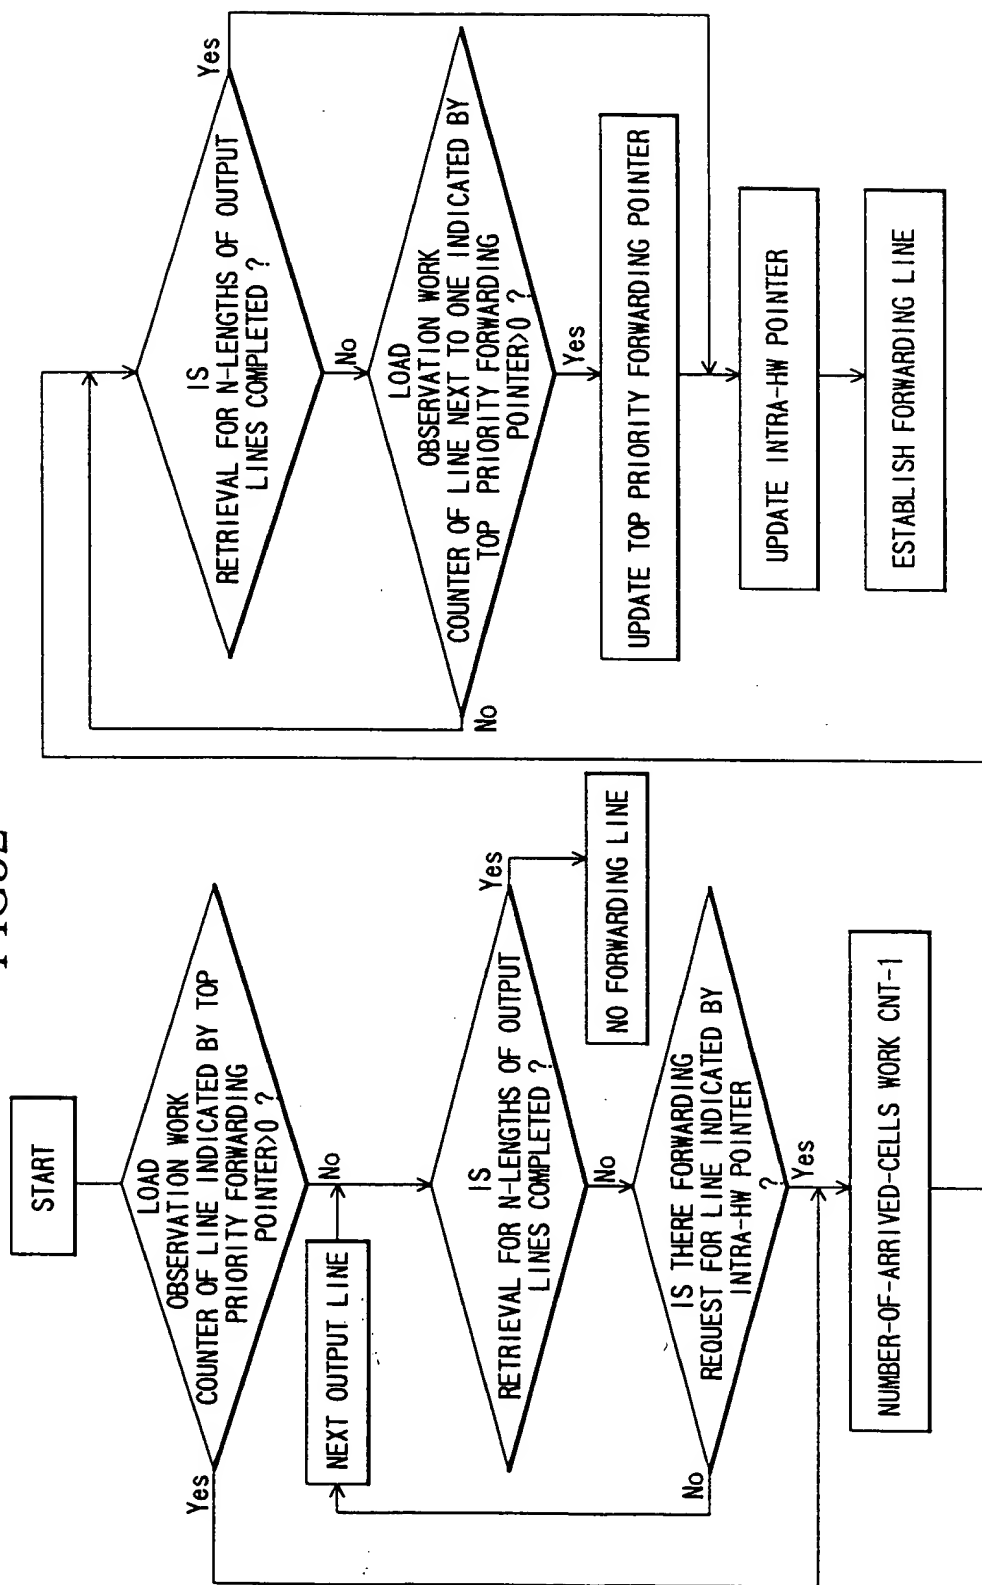 START
LOAD
OBSERVATION WORK
COUNTER OF LINE INDICATED BY TOP
PRIORITY FORWARDING
POINTER>0 ?
Yes
No
NEXT OUTPUT LINE
IS
RETRIEVAL FOR N-LENGTHS OF OUTPUT
LINES COMPLETED ?
Yes
No
NO FORWARDING LINE
IS THERE FORWARDING
REQUEST FOR LINE INDICATED BY
INTRA-HW POINTER
?
No
Yes
NUMBER-OF-ARRIVED-CELLS WORK CNT-1
IS
RETRIEVAL FOR N-LENGTHS OF OUTPUT
LINES COMPLETED ?
Yes
No
LOAD
OBSERVATION WORK
COUNTER OF LINE NEXT TO ONE INDICATED BY
TOP PRIORITY FORWARDING
POINTER>0 ?
No
Yes
UPDATE TOP PRIORITY FORWARDING POINTER
UPDATE INTRA-HW POINTER
ESTABLISH FORWARDING LINE